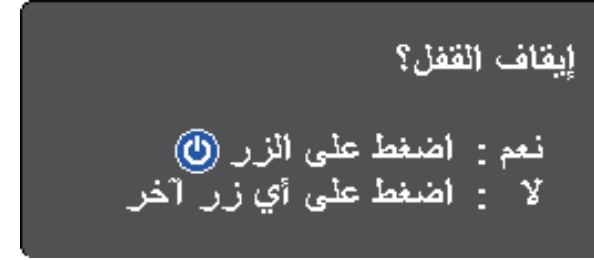 إيقاف القفل؟
نعم : اضغط على الزر
لا : اضغط على أي زر آخر